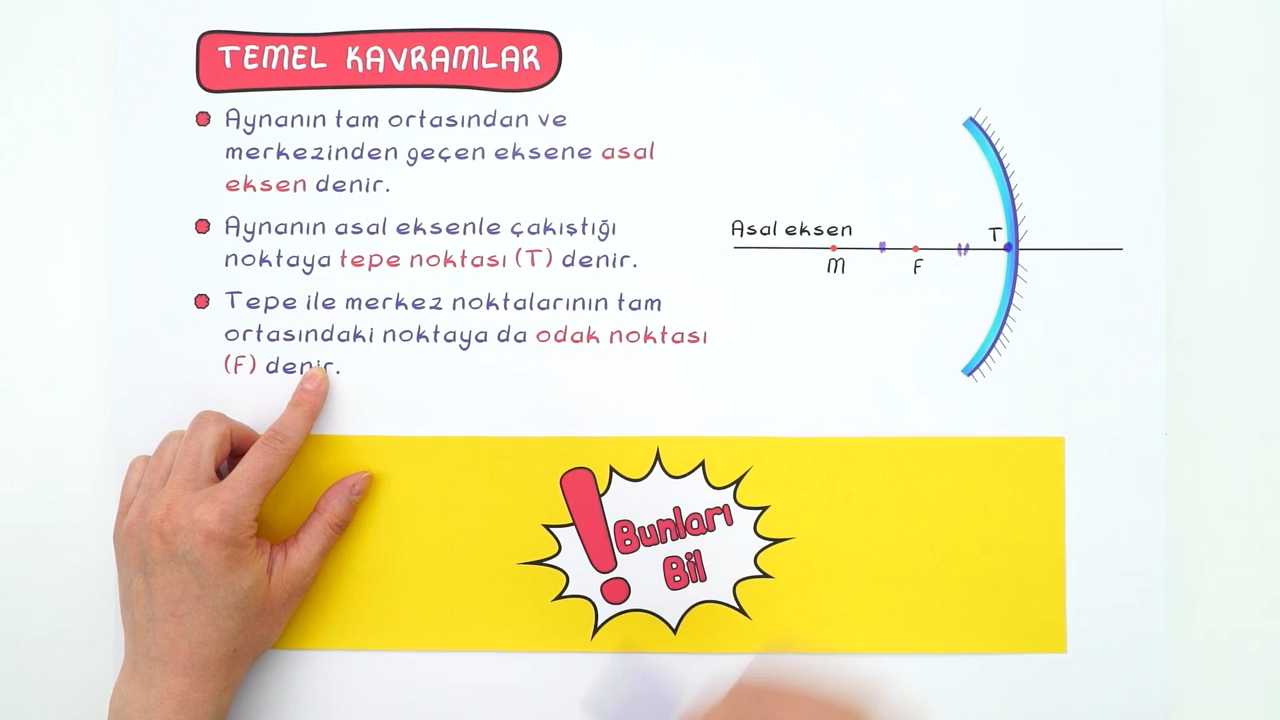 TEMEL KAVRAMLAR
Aynanın tam ortasından ve
merkezinden geçen eksene asal
eksen denir.
Aynanın asal eksenle çakıştığı
noktaya tepe noktası (T) denir.
Tepe ile merkez noktalarının tam
ortasındaki noktaya da odak noktası
(F) denir.
Asal eksen
T
M
F
Bunları
Bil